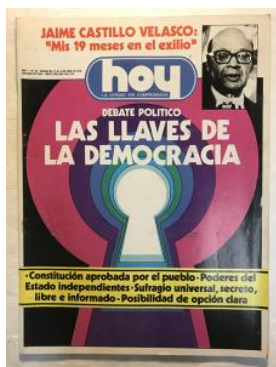 JAIME CASTILLO VELASCO:
"Mis 19 meses en el exilio"
hoy
DEBATE POLITICO
LAS LLAVES DE
LA DEMOCRACIA
·Constitución aprobada por el pueblo·Poderes del
Estado independientes·Sufragio universal, secreto,
libre e informado·Posibilidad de opción clara